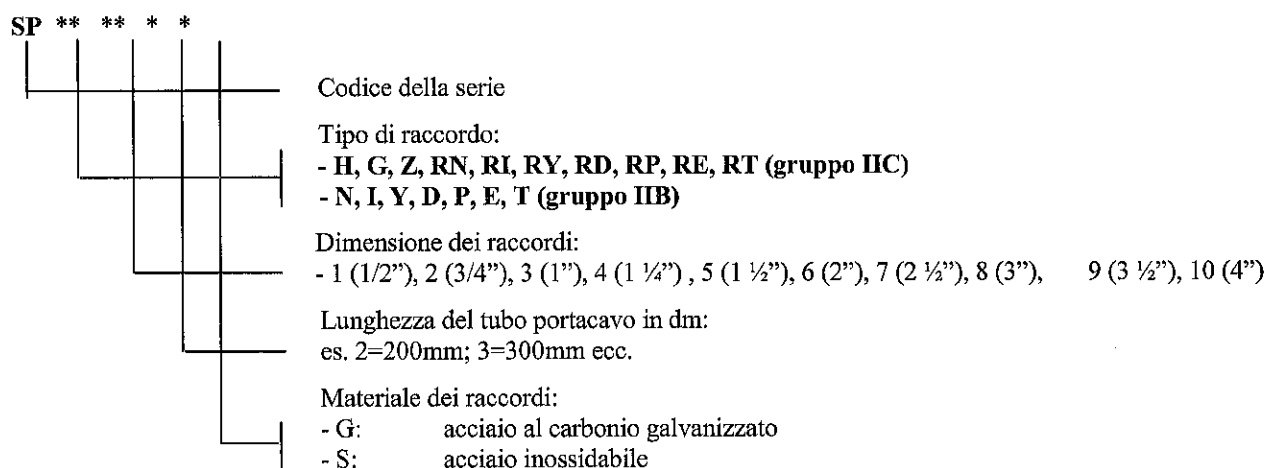 SP ** ** * *
Codice della serie
Tipo di raccordo:
- H, G, Z, RN, RI, RY, RD, RP, RE, RT (gruppo IIC)
- N, I, Y, D, P, E, T (gruppo IIB)
Dimensione dei raccordi:
- 1 (1/2”), 2 (3/4”), 3 (1”), 4 (1 ¼”) , 5 (1 ½”), 6 (2”), 7 (2 ½”), 8 (3”), 9 (3 ½”), 10 (4”)
Lunghezza del tubo portacavo in dm:
es. 2=200mm; 3=300mm ecc.
Materiale dei raccordi:
- G: acciaio al carbonio galvanizzato
- S: acciaio inossidabile